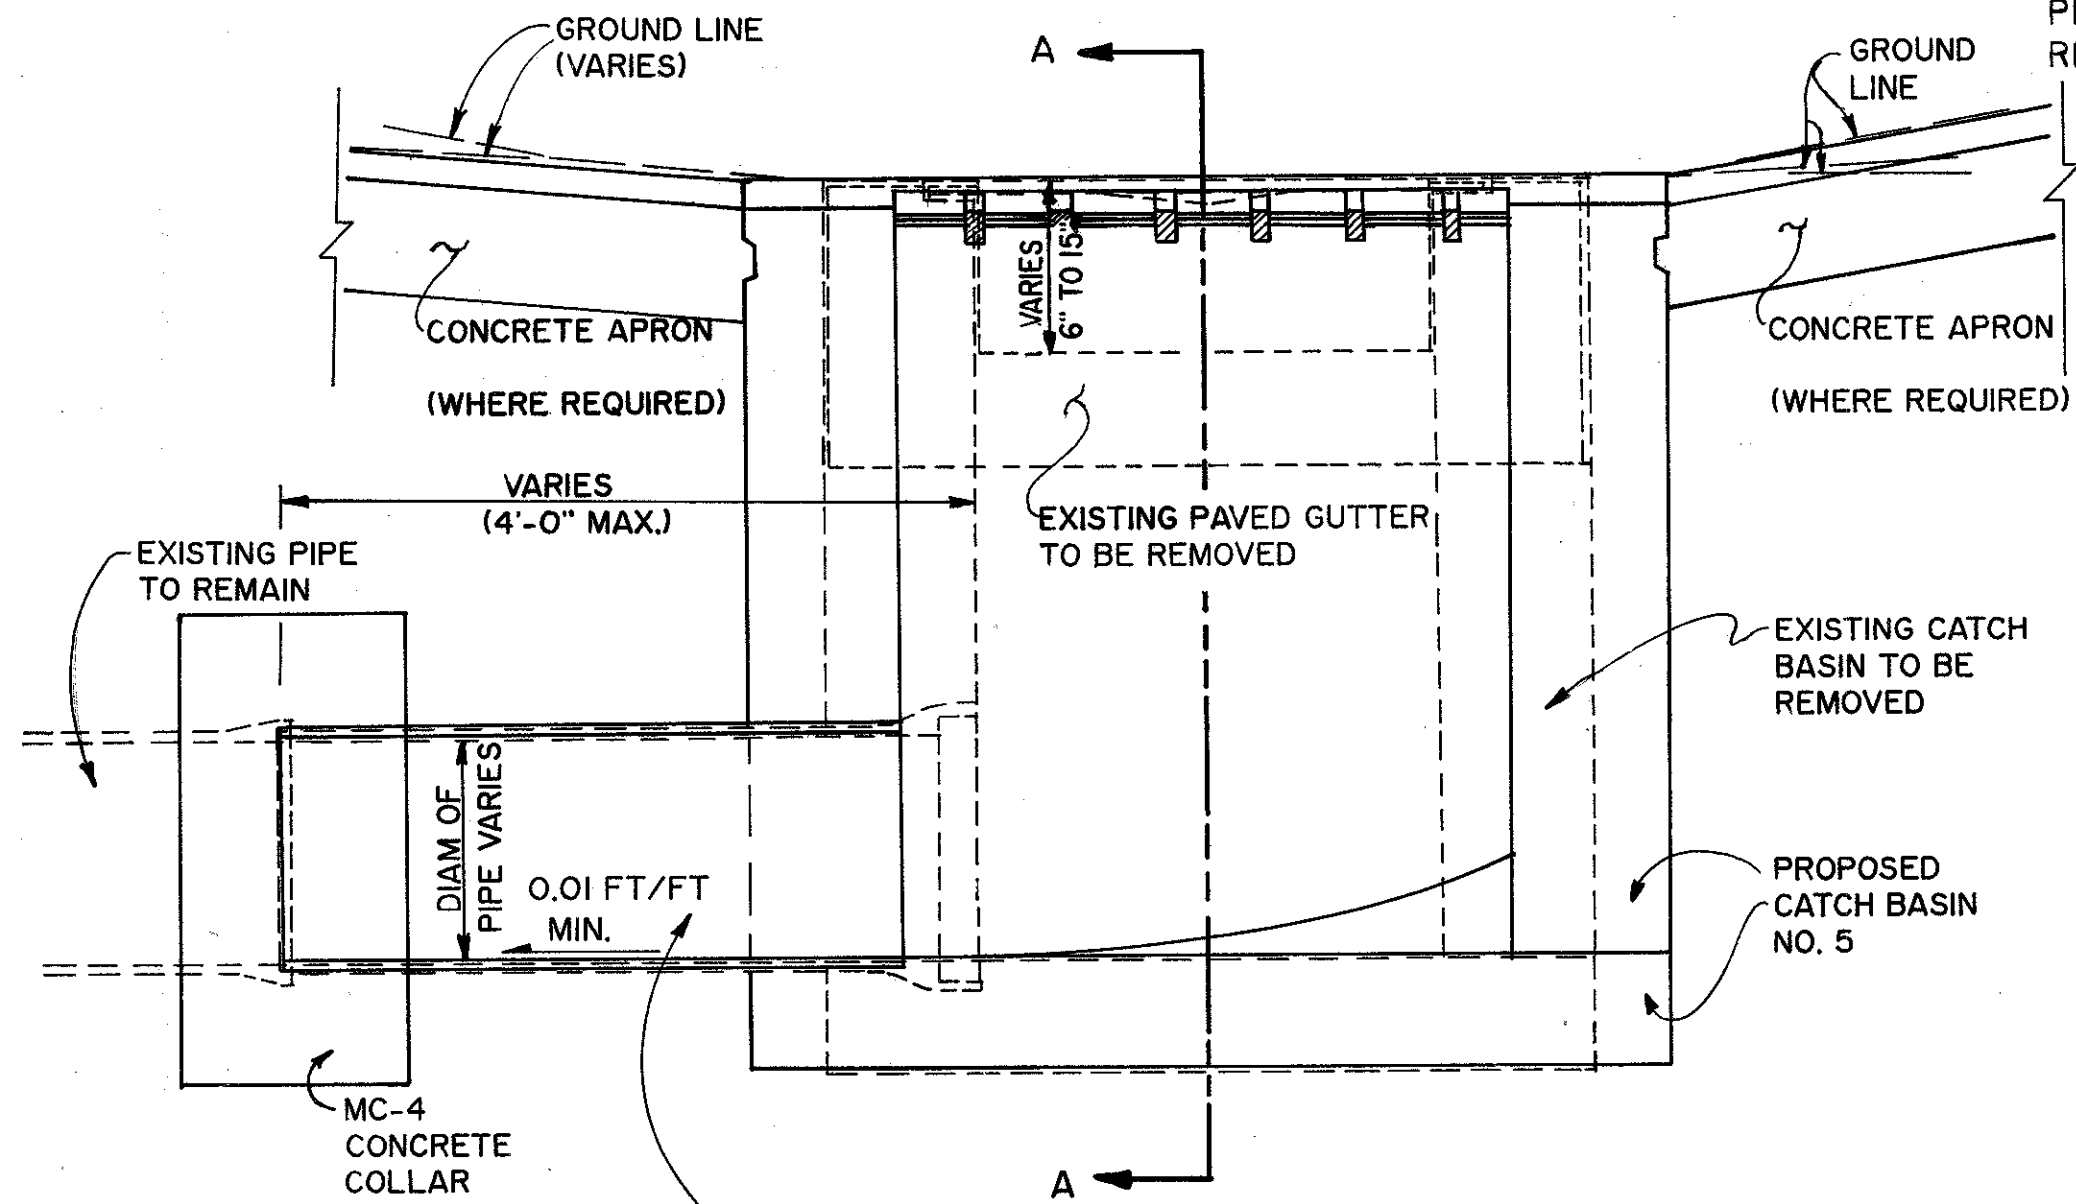 GROUND LINE
(VARIES)
A
GROUND
LINE
CONCRETE APRON
(WHERE REQUIRED)
VARIES
6" TO 15"
CONCRETE APRON
(WHERE REQUIRED)
VARIES
(4'-0" MAX.)
EXISTING PAVED GUTTER
TO BE REMOVED
EXISTING PIPE
TO REMAIN
EXISTING CATCH
BASIN TO BE
REMOVED
DIAM OF
PIPE VARIES
0.01 FT/FT
MIN.
PROPOSED
CATCH BASIN
NO. 5
MC-4
CONCRETE
COLLAR
A